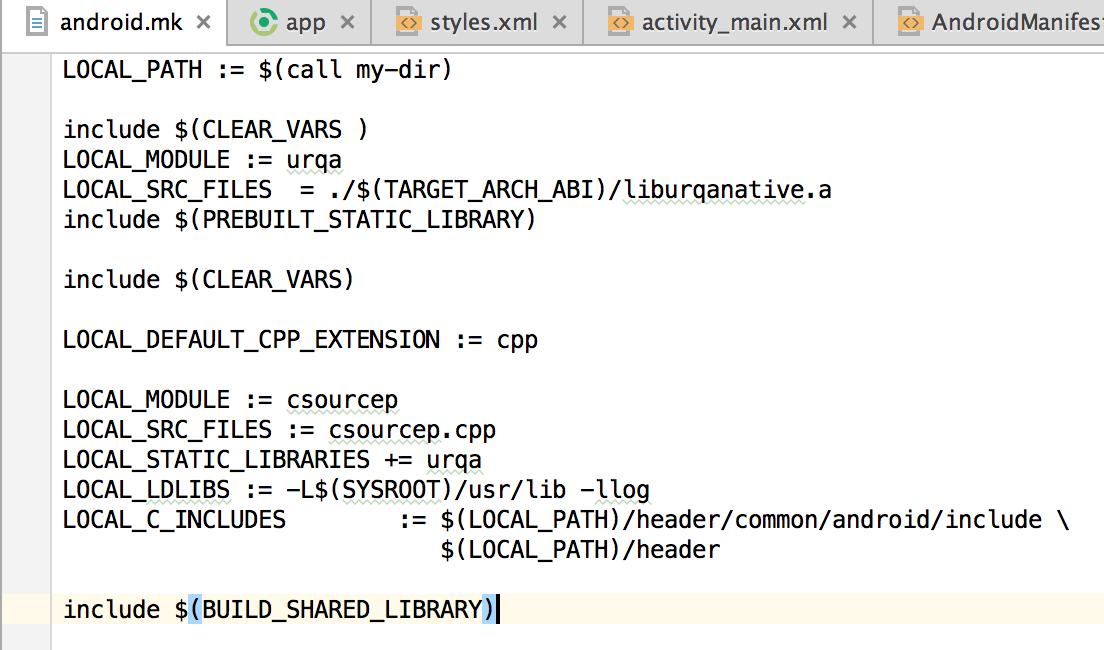 android.mk × app × styles.xml × activity_main.xml × AndroidManifes
LOCAL_PATH := $(call my-dir)
include $(CLEAR_VARS )
LOCAL_MODULE := urqa
LOCAL_SRC_FILES  = ./$(TARGET_ARCH_ABI)/liburqanative.a
include $(PREBUILT_STATIC_LIBRARY)
include $(CLEAR_VARS)
LOCAL_DEFAULT_CPP_EXTENSION := cpp
LOCAL_MODULE := csourcep
LOCAL_SRC_FILES := csourcep.cpp
LOCAL_STATIC_LIBRARIES += urqa
LOCAL_LDLIBS := -L$(SYSROOT)/usr/lib -llog
LOCAL_C_INCLUDES        := $(LOCAL_PATH)/header/common/android/include \
                           $(LOCAL_PATH)/header
include $(BUILD_SHARED_LIBRARY)